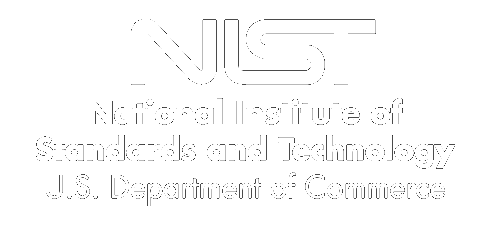 NIST
National Institute of
Standards and Technology
U.S. Department of Commerce